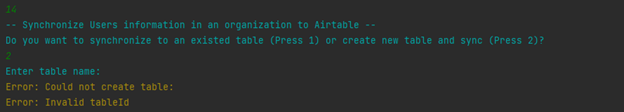 14
-- Synchronize Users information in an organization to Airtable --
Do you want to synchronize to an existed table (Press 1) or create new table and sync (Press 2)?
2
Enter table name:
Error: Could not create table:
Error: Invalid tableId